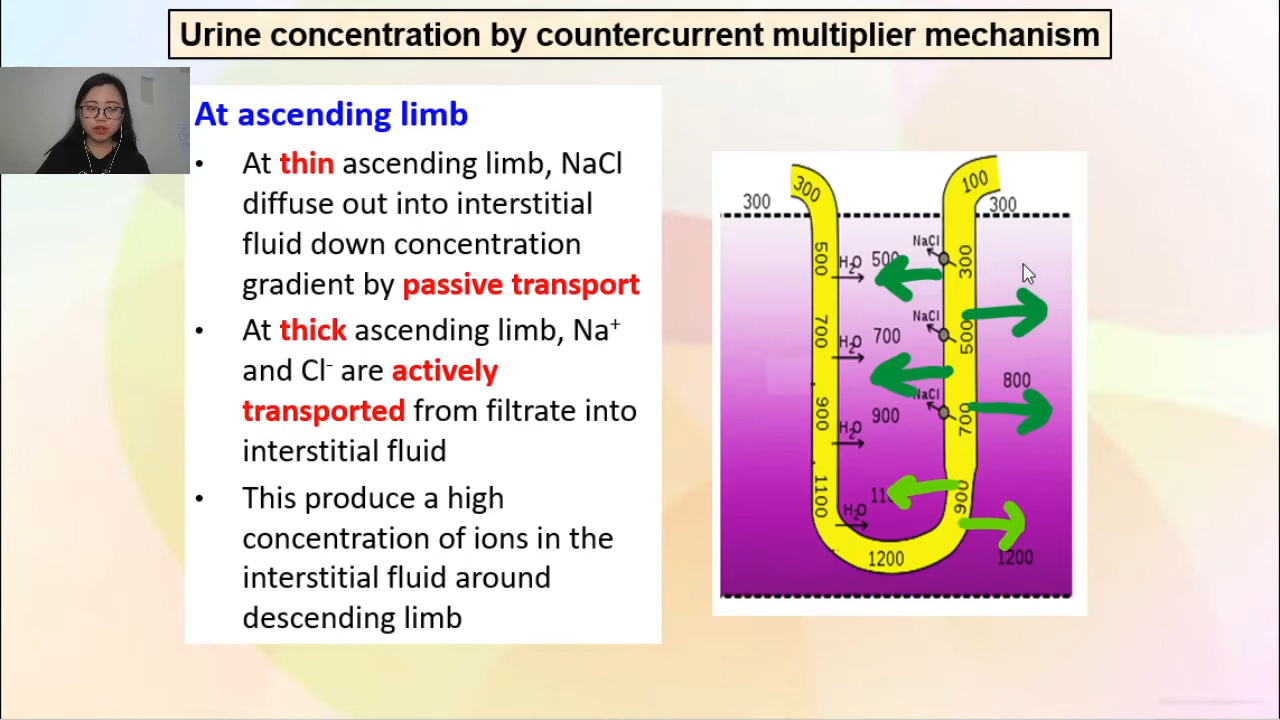 Urine concentration by countercurrent multiplier mechanism
At ascending limb
• At thin ascending limb, NaCl
diffuse out into interstitial
fluid down concentration
gradient by passive transport
• At thick ascending limb, Na⁺
and Cl⁻ are actively
transported from filtrate into
interstitial fluid
• This produce a high
concentration of ions in the
interstitial fluid around
descending limb
300
300
100
300
500
H₂O
500
NaCl
300
700
H₂O
700
NaCl
500
800
900
H₂O
900
NaCl
700
1100
H₂O
900
1200
1200